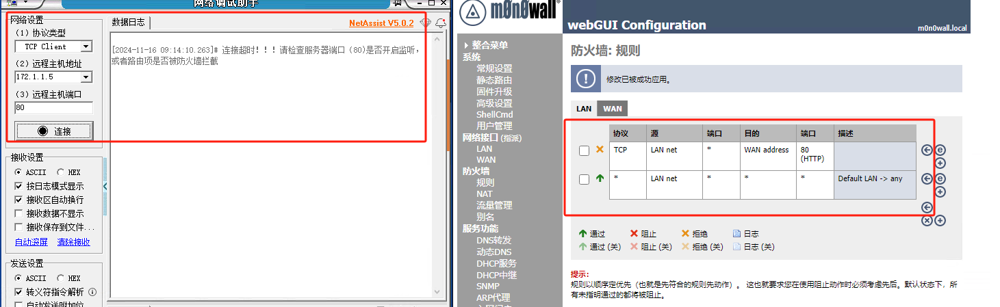 网络调试助手
网络设置
(1) 协议类型
TCP Client
(2) 远程主机地址
172.1.1.5
(3) 远程主机端口
80
连接
接收设置
ASCII HEX
按日志模式显示
接收区自动换行
接收数据不显示
接收保存到文件...
自动滚屏 清除接收
发送设置
ASCII HEX
转义符指令解析
自动发送附加位
数据日志
NetAssist V5.0.2
[2024-11-16 09:14:10.263]# 连接超时！！！请检查服务器端口 (80)是否开启监听,
或者路由项是否被防火墙拦截
m0n0wall®
webGUI Configuration
m0n0wall.local
整合菜单
系统
常规设置
静态路由
固件升级
高级设置
ShellCmd
用户管理
网络接口 (指派)
LAN
WAN
防火墙
规则
NAT
流量管理
别名
服务功能
DNS转发
动态DNS
DHCP服务
DHCP中继
SNMP
ARP代理
防火墙: 规则
修改已被成功应用。
LAN WAN
协议 源 端口 目的 端口 描述
TCP LAN net * WAN address 80
(HTTP)
* LAN net * * * Default LAN -> any
通过 阻止 拒绝 日志
通过 (关) 阻止 (关) 拒绝 (关) 日志 (关)
提示:
规则以顺序定优先（也就是先符合的规则先动作）。 这也就要求您在使用阻止动作时必须考虑先后。默认状态下，所
有未指明通过的都将被阻止。